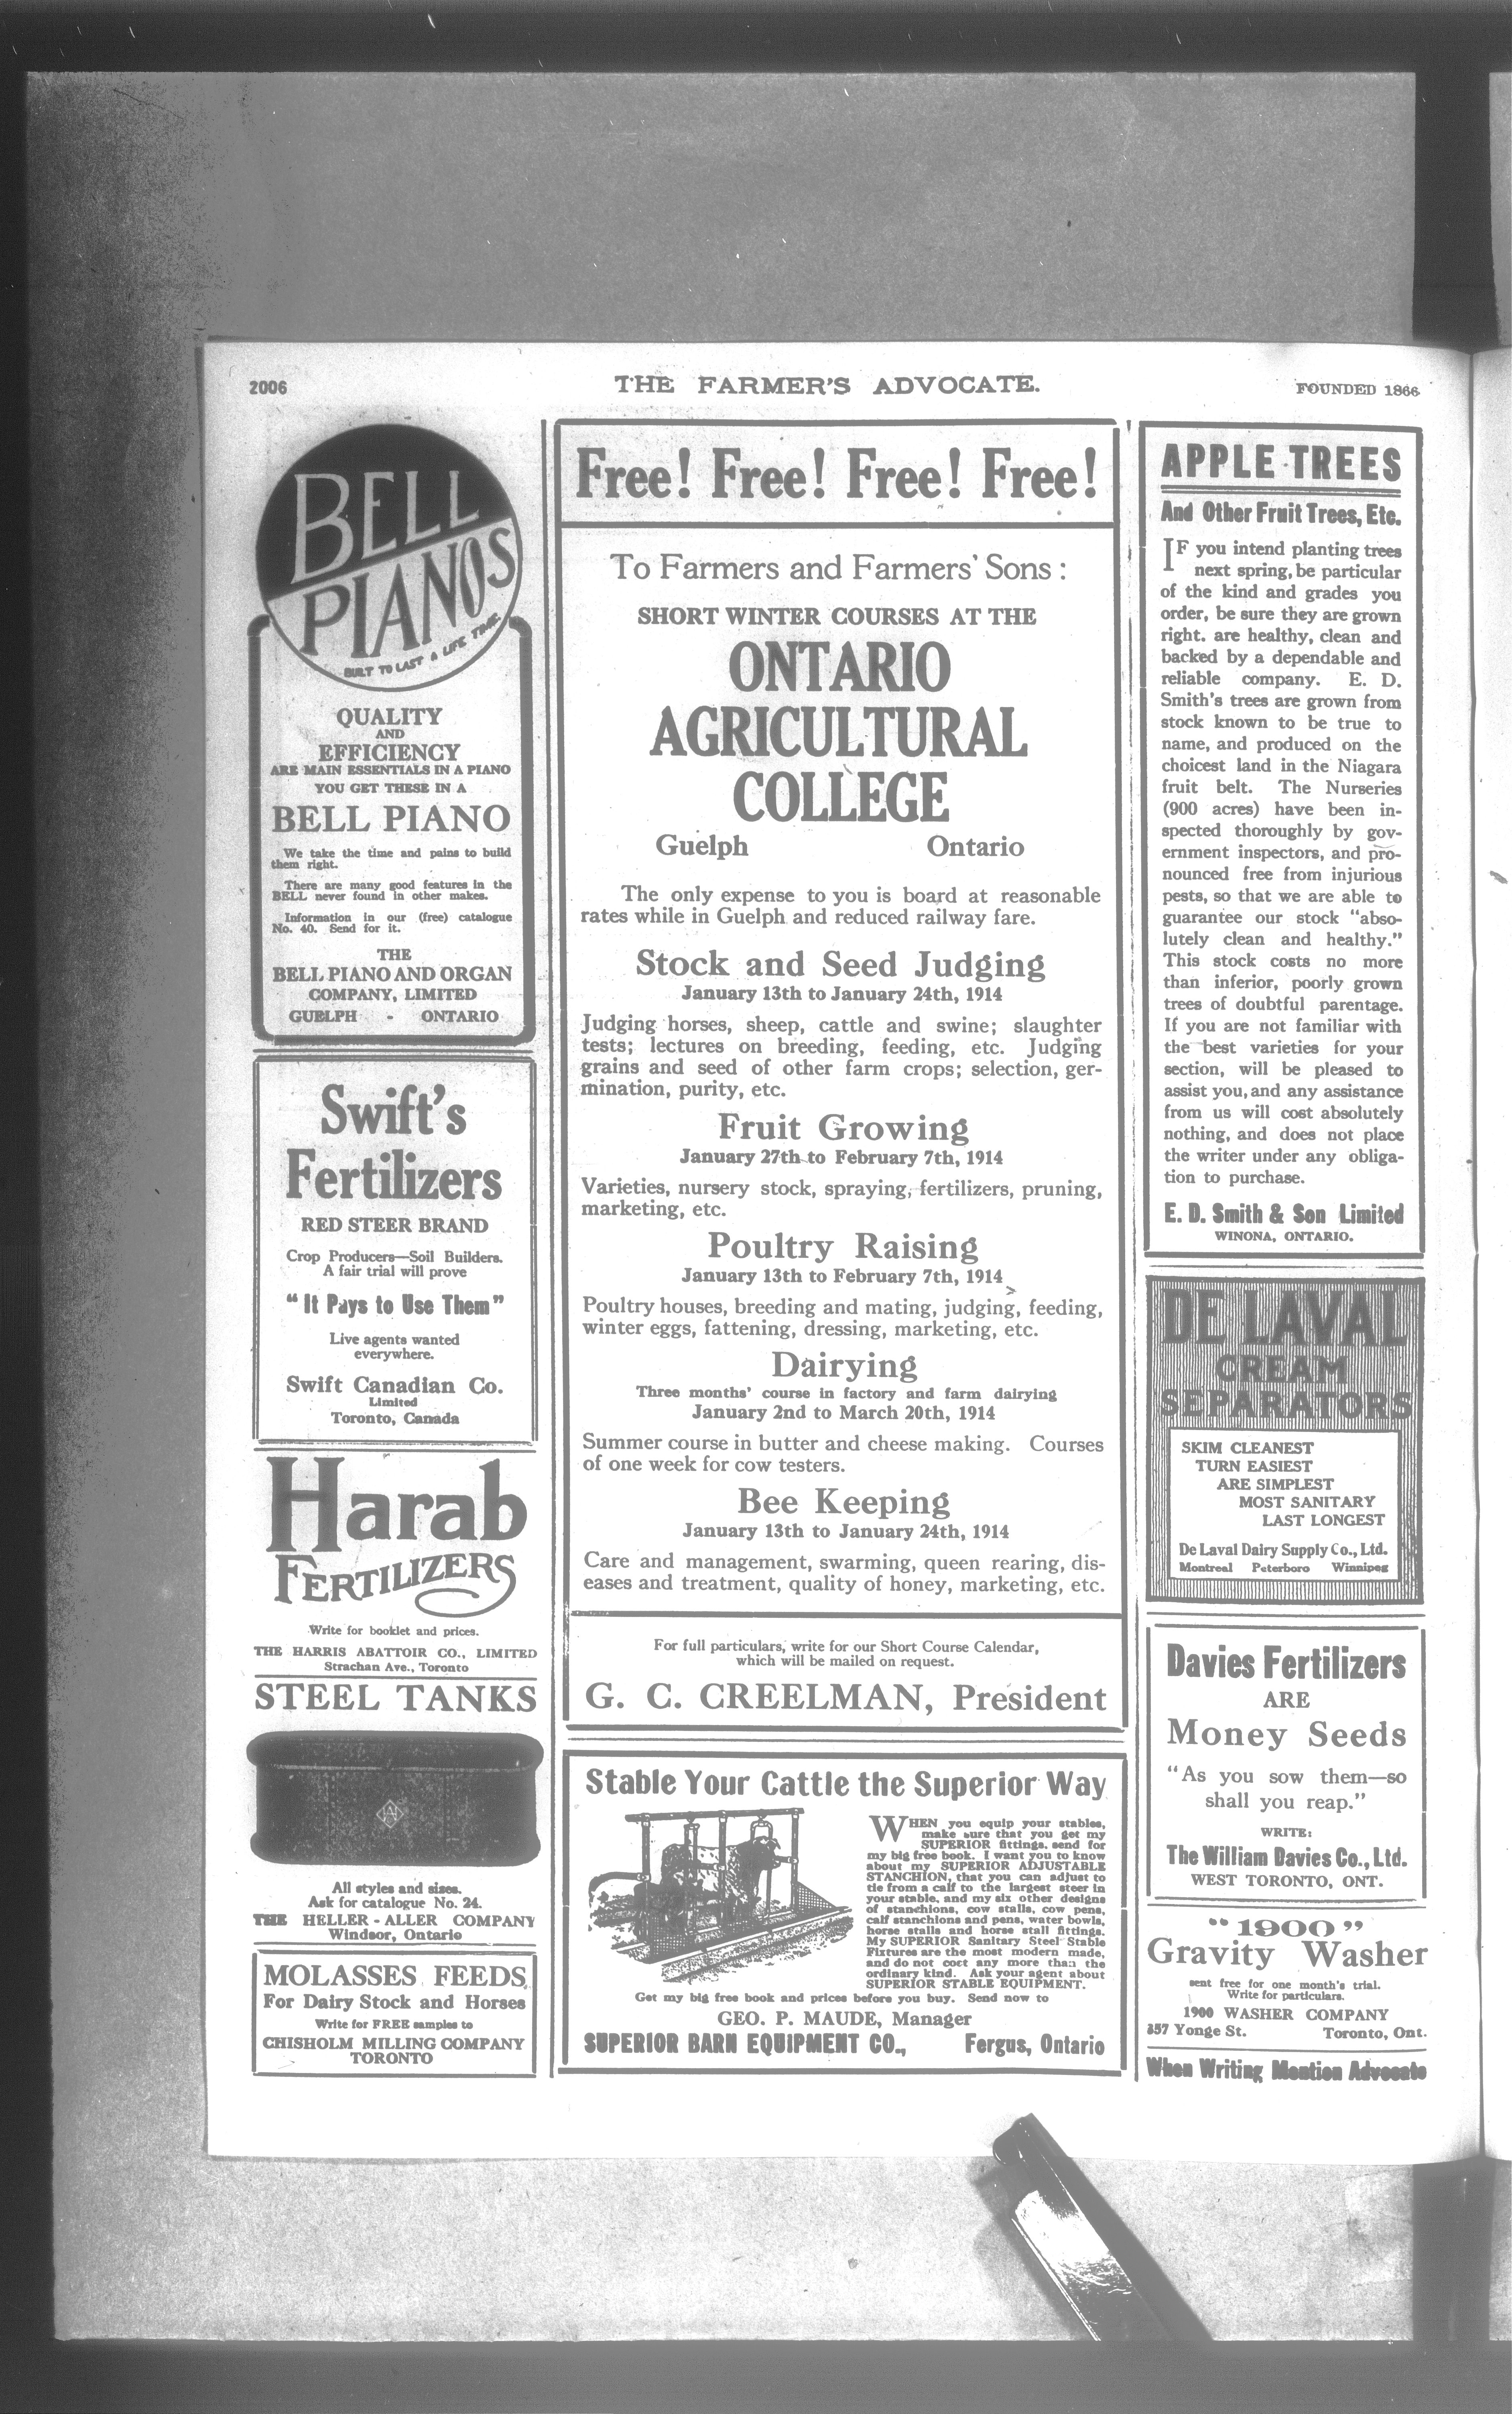 2006
THE FARMER'S ADVOCATE.
FOUNDED 1866
BELL
PIANOS
BUILT TO LAST A LIFE TIME.
QUALITY
AND
EFFICIENCY
ARE MAIN ESSENTIALS IN A PIANO
YOU GET THESE IN A
BELL PIANO
We take the time and pains to build
them right.
There are many good features in the
BELL never found in other makes.
Information in our (free) catalogue
No. 40. Send for it.
THE
BELL PIANO AND ORGAN
COMPANY, LIMITED
GUELPH - ONTARIO
Swift's
Fertilizers
RED STEER BRAND
Crop Producers—Soil Builders.
A fair trial will prove
"It Pays to Use Them"
Live agents wanted
everywhere.
Swift Canadian Co.
Limited
Toronto, Canada
Harab
FERTILIZERS
Write for booklet and prices.
THE HARRIS ABATTOIR CO., LIMITED
Strachan Ave., Toronto
STEEL TANKS
All styles and sizes.
Ask for catalogue No. 24.
THE HELLER-ALLER COMPANY
Windsor, Ontario
MOLASSES FEEDS
For Dairy Stock and Horses
Write for FREE samples to
CHISHOLM MILLING COMPANY
TORONTO
Free! Free! Free! Free!
To Farmers and Farmers' Sons:
SHORT WINTER COURSES AT THE
ONTARIO
AGRICULTURAL
COLLEGE
Guelph Ontario
The only expense to you is board at reasonable
rates while in Guelph and reduced railway fare.
Stock and Seed Judging
January 13th to January 24th, 1914
Judging horses, sheep, cattle and swine; slaughter
tests; lectures on breeding, feeding, etc. Judging
grains and seed of other farm crops; selection, ger-
mination, purity, etc.
Fruit Growing
January 27th to February 7th, 1914
Varieties, nursery stock, spraying, fertilizers, pruning,
marketing, etc.
Poultry Raising
January 13th to February 7th, 1914
Poultry houses, breeding and mating, judging, feeding,
winter eggs, fattening, dressing, marketing, etc.
Dairying
Three months' course in factory and farm dairying
January 2nd to March 20th, 1914
Summer course in butter and cheese making. Courses
of one week for cow testers.
Bee Keeping
January 13th to January 24th, 1914
Care and management, swarming, queen rearing, dis-
eases and treatment, quality of honey, marketing, etc.
For full particulars, write for our Short Course Calendar,
which will be mailed on request.
G. C. CREELMAN, President
Stable Your Cattle the Superior Way
WHEN you equip your stables,
make sure that you get my
SUPERIOR fittings. send for
my big free book. I want you to know
about my SUPERIOR ADJUSTABLE
STANCHION, that you can adjust to
tie from a calf to the largest steer in
your stable, and my six other designs
of stanchions, cow stalls, cow pens,
calf stanchions and pens, water bowls,
horse stalls and horse stall fittings.
My SUPERIOR Sanitary Steel Stable
Fixtures are the most modern made,
and do not cost any more than the
ordinary kind. Ask your agent about
SUPERIOR STABLE EQUIPMENT.
Get my big free book and prices before you buy. Send now to
GEO. P. MAUDE, Manager
SUPERIOR BARN EQUIPMENT CO., Fergus, Ontario
APPLE TREES
And Other Fruit Trees, Etc.
IF you intend planting trees
next spring, be particular
of the kind and grades you
order, be sure they are grown
right. are healthy, clean and
backed by a dependable and
reliable company. E. D.
Smith's trees are grown from
stock known to be true to
name, and produced on the
choicest land in the Niagara
fruit belt. The Nurseries
(900 acres) have been in-
spected thoroughly by gov-
ernment inspectors, and pro-
nounced free from injurious
pests, so that we are able to
guarantee our stock "abso-
lutely clean and healthy."
This stock costs no more
than inferior, poorly grown
trees of doubtful parentage.
If you are not familiar with
the best varieties for your
section, will be pleased to
assist you, and any assistance
from us will cost absolutely
nothing, and does not place
the writer under any obliga-
tion to purchase.
E. D. Smith & Son Limited
WINONA, ONTARIO.
DE LAVAL
CREAM
SEPARATORS
SKIM CLEANEST
TURN EASIEST
ARE SIMPLEST
MOST SANITARY
LAST LONGEST
De Laval Dairy Supply Co., Ltd.
Montreal Peterboro Winnipeg
Davies Fertilizers
ARE
Money Seeds
"As you sow them—so
shall you reap."
WRITE:
The William Davies Co., Ltd.
WEST TORONTO, ONT.
"1900"
Gravity Washer
sent free for one month's trial.
Write for particulars.
1900 WASHER COMPANY
357 Yonge St. Toronto, Ont.
When Writing Mention Advocate